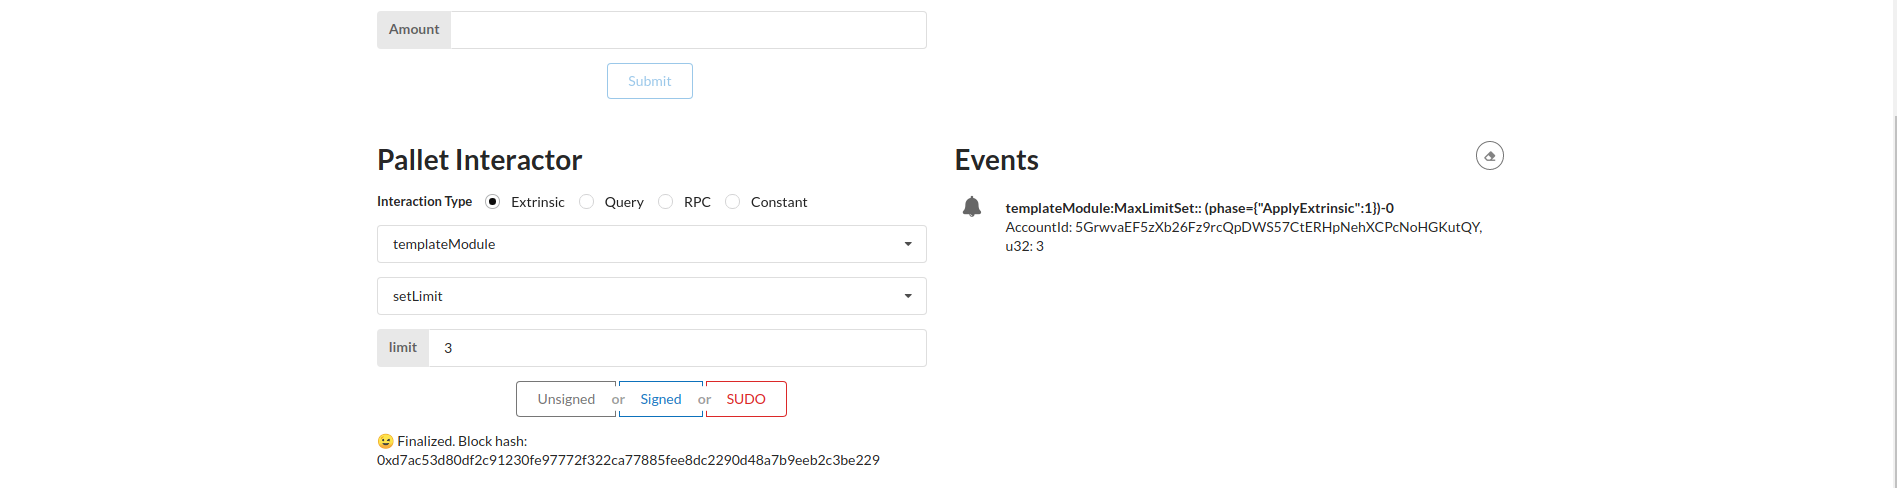 Amount
Submit
Pallet Interactor
Interaction Type Extrinsic Query RPC Constant
templateModule
setLimit
limit 3
Unsigned or Signed or SUDO
😉 Finalized. Block hash:
0xd7ac53d80df2c91230fe97772f322ca77885fee8dc2290d48a7b9eeb2c3be229
Events
templateModule:MaxLimitSet:: (phase={"ApplyExtrinsic":1})-0
AccountId: 5GrwvaEF5zXb26Fz9rcQpDWS57CtERHpNehXCPcNoHGKutQY,
u32: 3